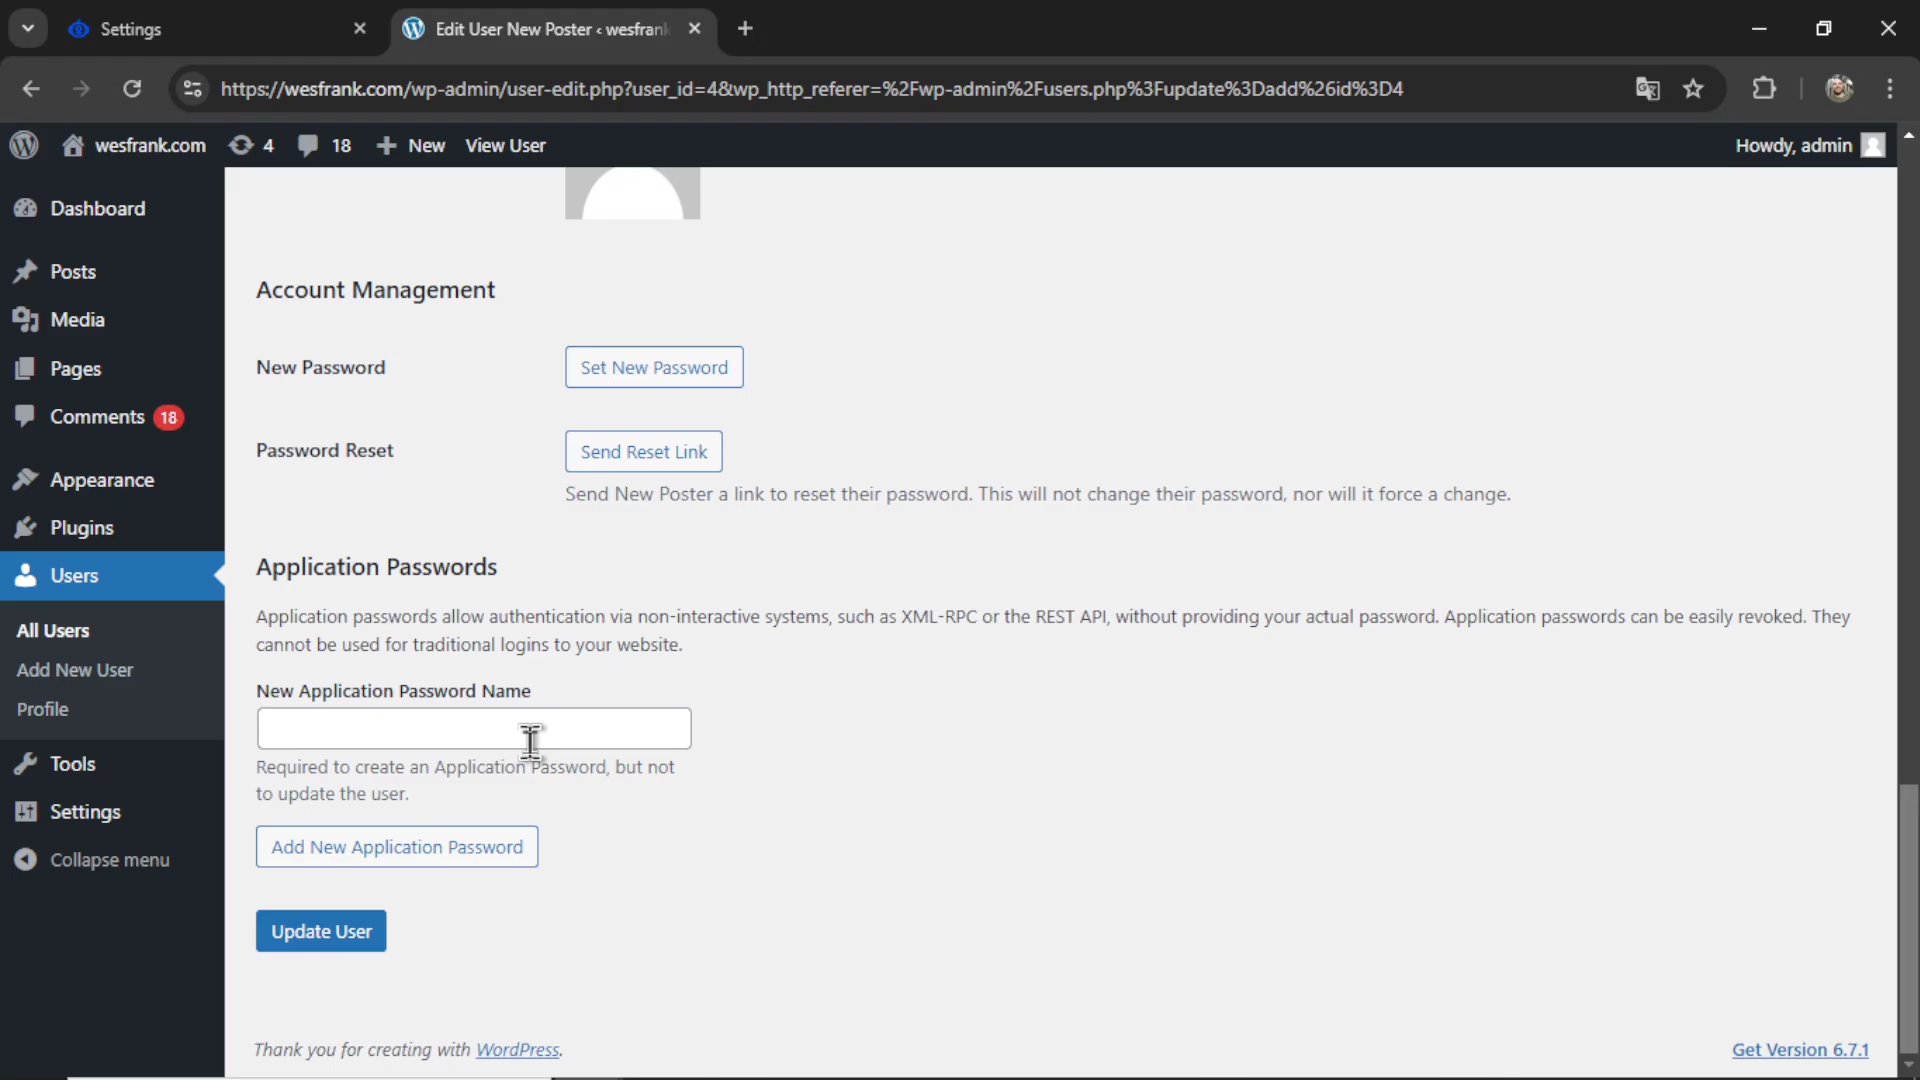 Settings
Edit User New Poster ‹ wesfrank
https://wesfrank.com/wp-admin/user-edit.php?user_id=4&wp_http_referer=%2Fwp-admin%2Fusers.php%3Fupdate%3Dadd%26id%3D4
wesfrank.com 4 18 New View User Howdy, admin
Dashboard
Posts
Media
Pages
Comments 18
Appearance
Plugins
Users
All Users
Add New User
Profile
Tools
Settings
Collapse menu
Account Management
New Password Set New Password
Password Reset Send Reset Link
Send New Poster a link to reset their password. This will not change their password, nor will it force a change.
Application Passwords
Application passwords allow authentication via non-interactive systems, such as XML-RPC or the REST API, without providing your actual password. Application passwords can be easily revoked. They
cannot be used for traditional logins to your website.
New Application Password Name
Required to create an Application Password, but not
to update the user.
Add New Application Password
Update User
Thank you for creating with WordPress.
Get Version 6.7.1